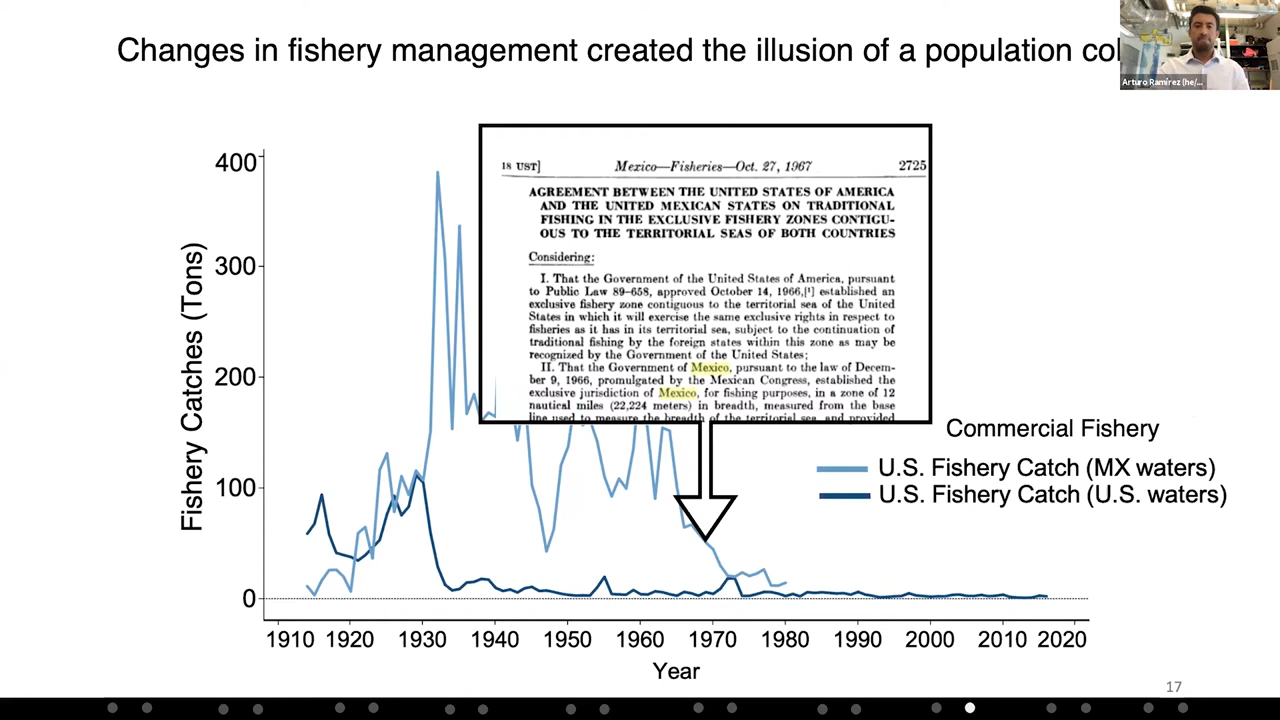 Changes in fishery management created the illusion of a population col
Arturo Ramirez (he/...
18 UST] Mexico—Fisheries—Oct. 27, 1967 2725
AGREEMENT BETWEEN THE UNITED STATES OF AMERICA
AND THE UNITED MEXICAN STATES ON TRADITIONAL
FISHING IN THE EXCLUSIVE FISHERY ZONES CONTIGU-
OUS TO THE TERRITORIAL SEAS OF BOTH COUNTRIES
Considering:
I. That the Government of the United States of America, pursuant
to Public Law 89–658, approved October 14, 1966,[¹] established an
exclusive fishery zone contiguous to the territorial sea of the United
States in which it will exercise the same exclusive rights in respect to
fisheries as it has in its territorial sea, subject to the continuation of
traditional fishing by the foreign states within this zone as may be
recognized by the Government of the United States;
II. That the Government of Mexico, pursuant to the law of Decem-
ber 9, 1966, promulgated by the Mexican Congress, established the
exclusive jurisdiction of Mexico, for fishing purposes, in a zone of 12
nautical miles (22,224 meters) in breadth, measured from the base
line used to measure the breadth of the territorial sea, and provided
Fishery Catches (Tons)
400
300
200
100
0
Commercial Fishery
U.S. Fishery Catch (MX waters)
U.S. Fishery Catch (U.S. waters)
1910 1920 1930 1940 1950 1960 1970 1980 1990 2000 2010 2020
Year
17